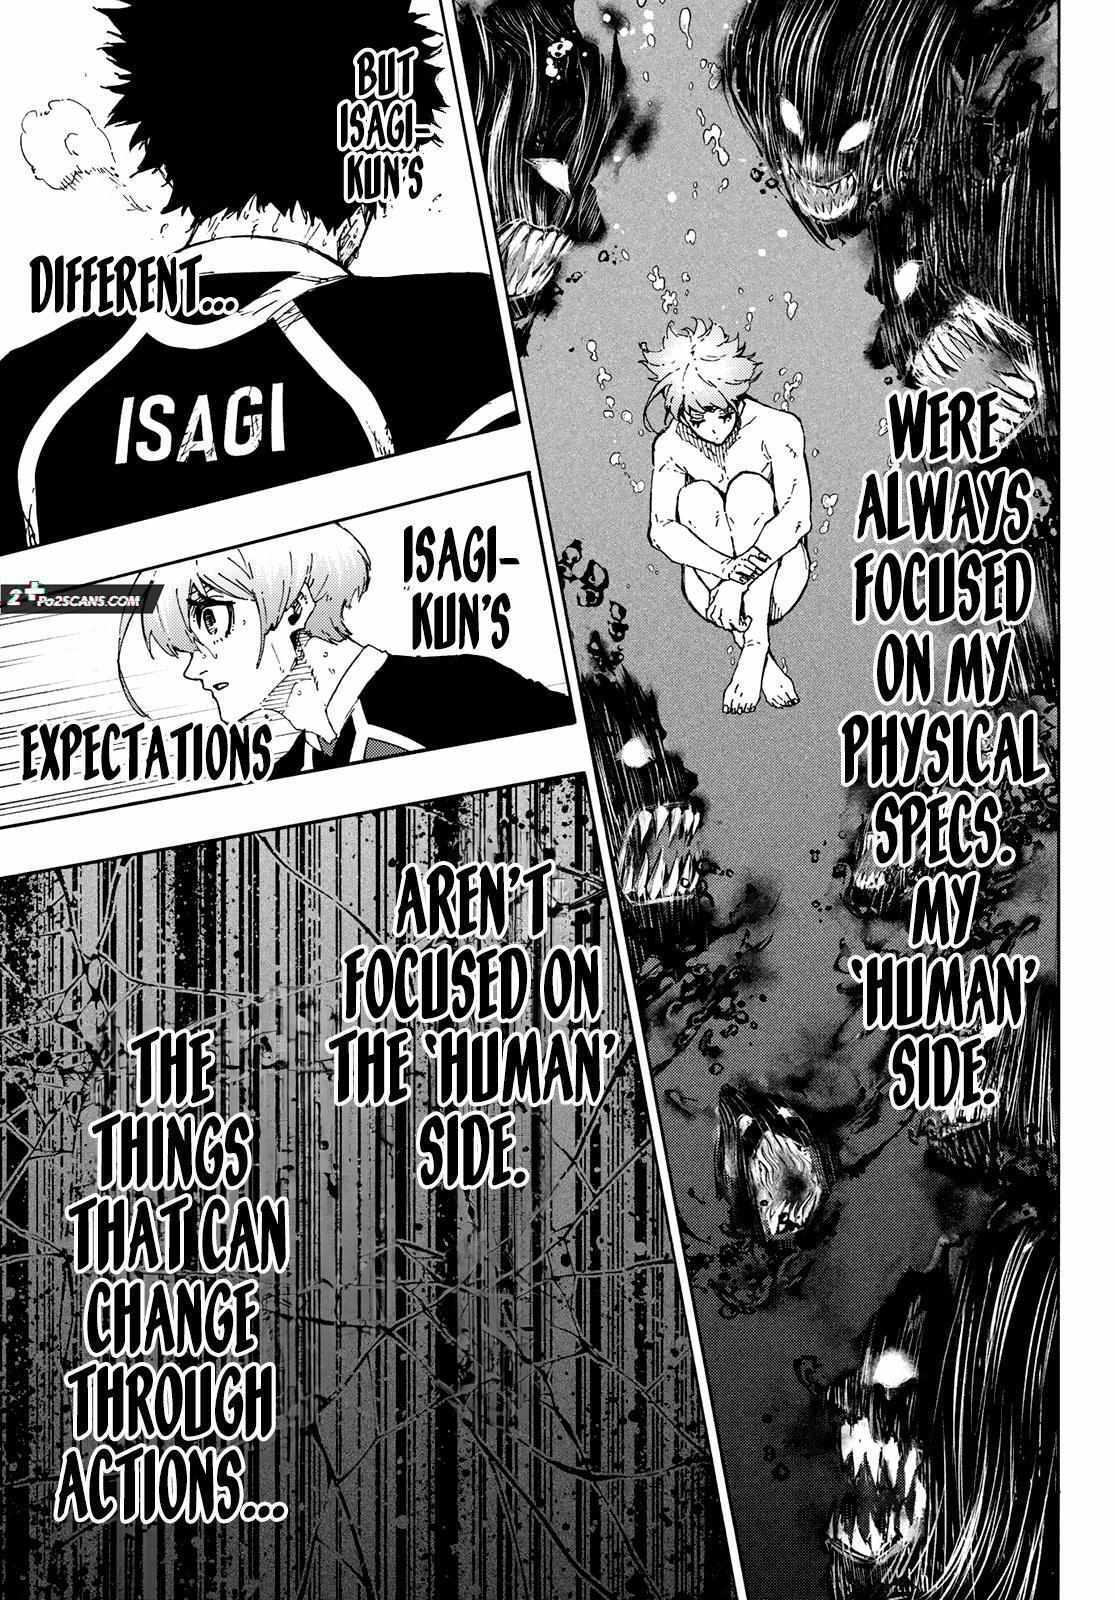 WERE
ALWAYS
FOCUSED
ON MY
PHYSICAL
SPECS.
MY
'HUMAN'
SIDE.
BUT
ISAGI-
KUN'S
DIFFERENT...
ISAGI
ISAGI-
KUN'S
2+ PO2SCANS.COM
EXPECTATIONS
AREN'T
FOCUSED ON
THE 'HUMAN'
SIDE.
THE
THINGS
THAT CAN
CHANGE
THROUGH
ACTIONS...